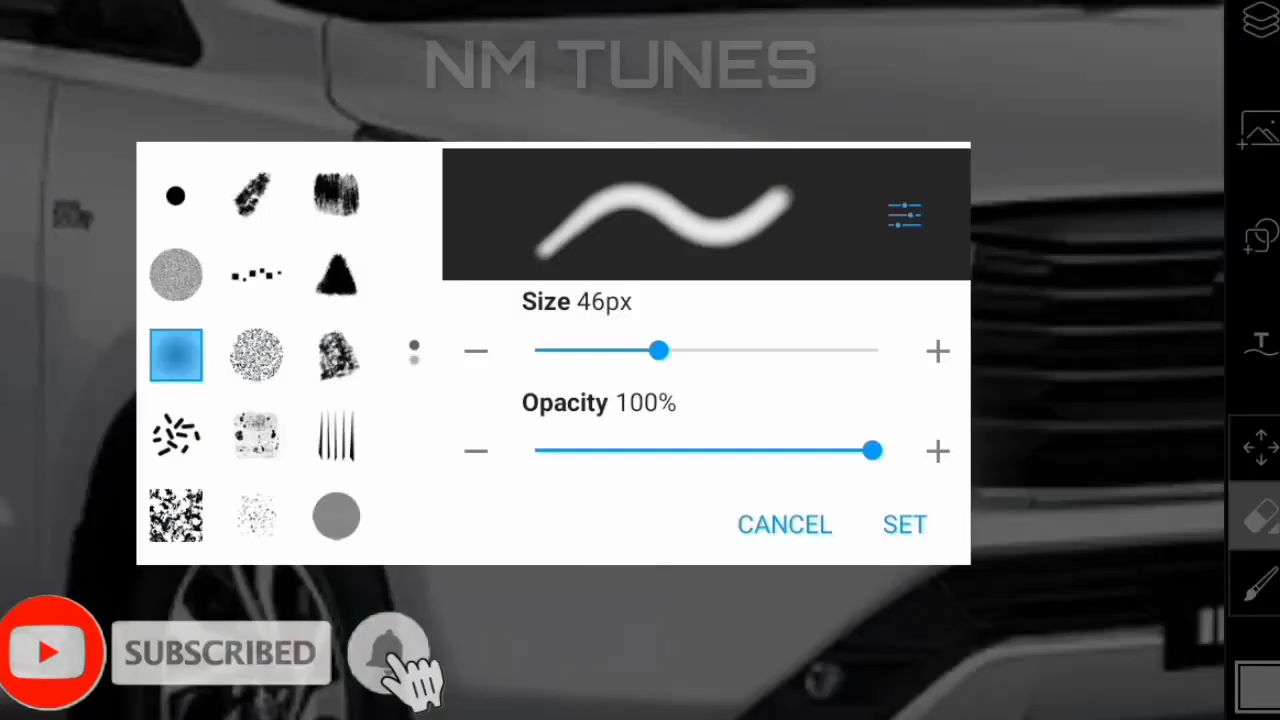 NM TUNES
Size 46px
Opacity 100%
CANCEL
SET
SUBSCRIBED
T